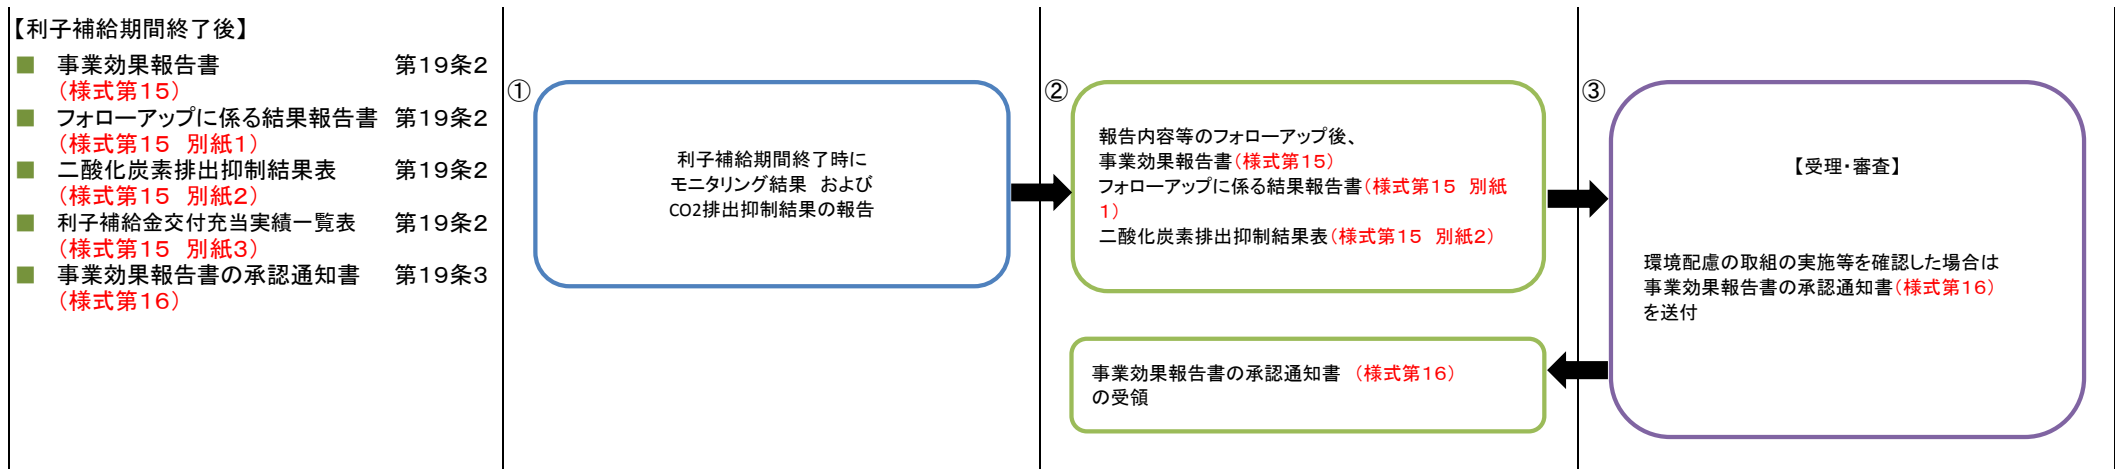 【利子補給期間終了後】
■ 事業効果報告書 第19条2
(様式第15)
■ フォローアップに係る結果報告書 第19条2
(様式第15 別紙1)
■ 二酸化炭素排出抑制結果表 第19条2
(様式第15 別紙2)
■ 利子補給金交付充当実績一覧表 第19条2
(様式第15 別紙3)
■ 事業効果報告書の承認通知書 第19条3
(様式第16)
①
利子補給期間終了時に
モニタリング結果 および
CO2排出抑制結果の報告
②
報告内容等のフォローアップ後、
事業効果報告書(様式第15)
フォローアップに係る結果報告書(様式第15 別紙
1)
二酸化炭素排出抑制結果表(様式第15 別紙2)
事業効果報告書の承認通知書 (様式第16)
の受領
③
【受理・審査】
環境配慮の取組の実施等を確認した場合は
事業効果報告書の承認通知書(様式第16)
を送付